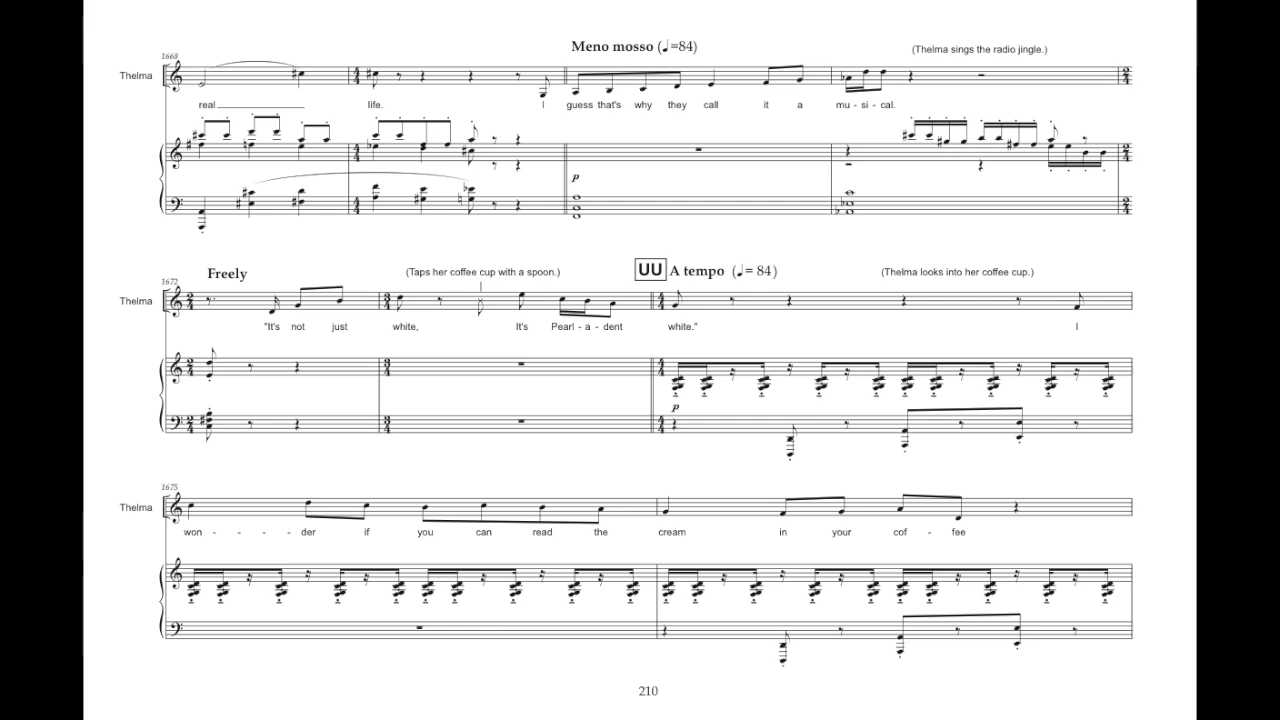 Meno mosso (♩=84)
(Thelma sings the radio jingle.)
1668
Thelma
real life. I guess that's why they call it a mu - si - cal.
p
Freely
(Taps her coffee cup with a spoon.)
UU A tempo (♩= 84)
(Thelma looks into her coffee cup.)
1672
Thelma
"It's not just white, It's Pearl - a - dent white." I
p
1675
Thelma
won - - - - der if you can read the cream in your cof - fee
210